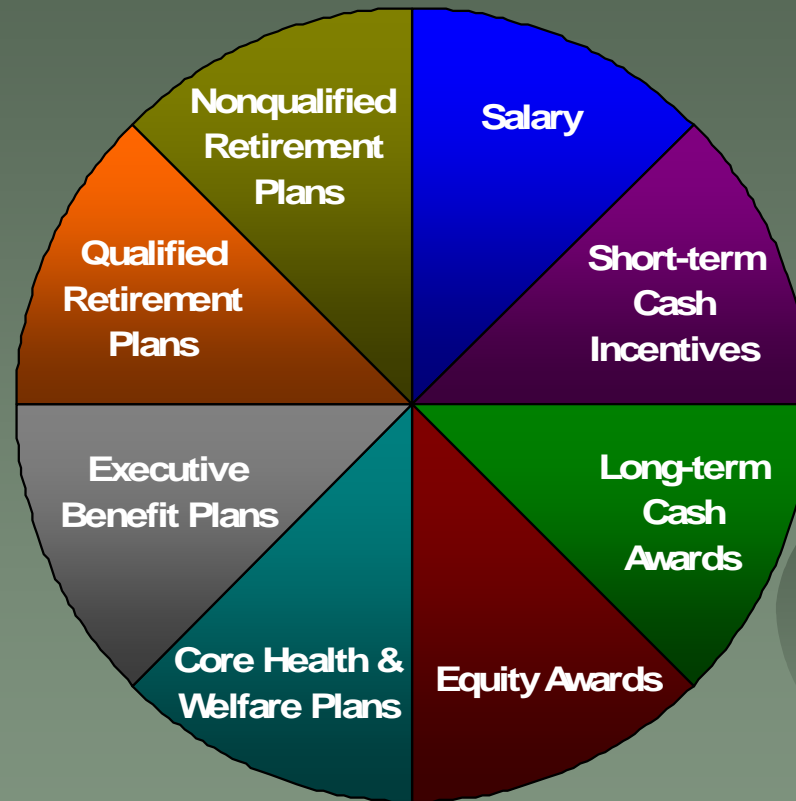 Salary
Short-term
Cash
Incentives
Long-term
Cash
Awards
Equity Awards
Core Health &
Welfare Plans
Executive
Benefit Plans
Qualified
Retirement
Plans
Nonqualified
Retirement
Plans